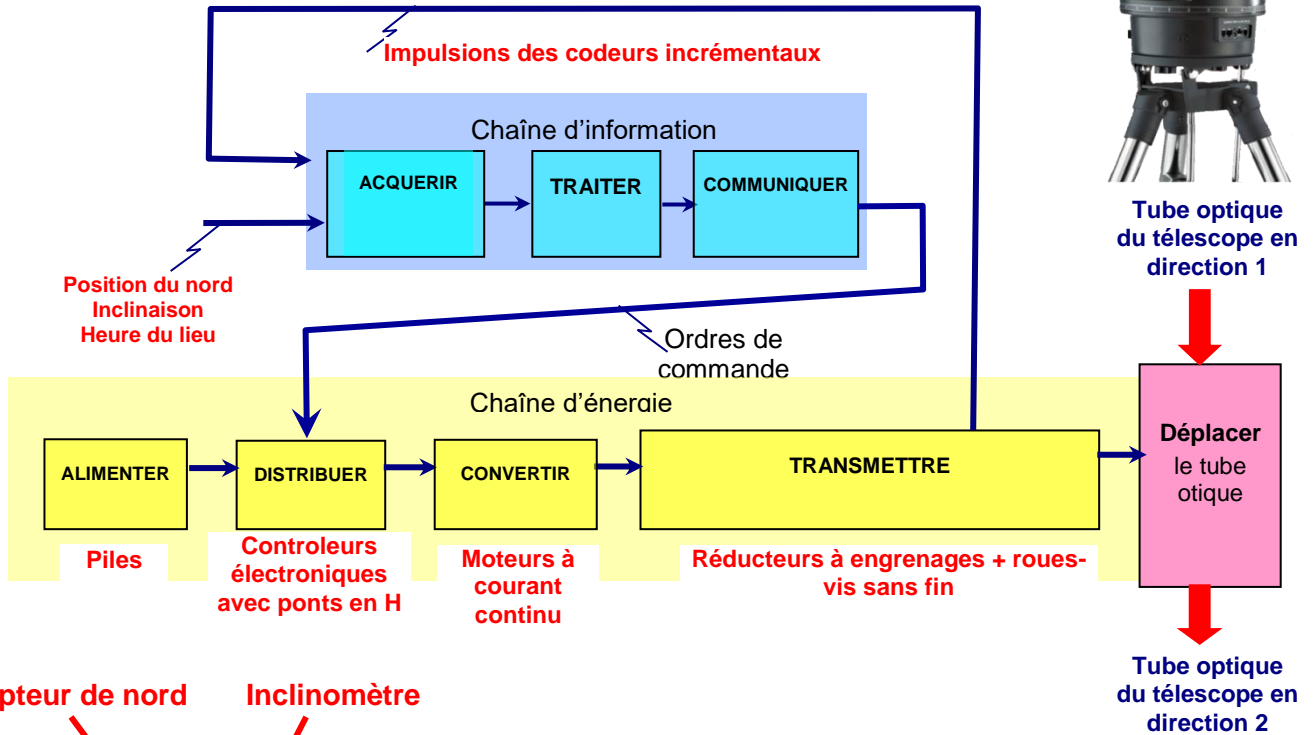 Impulsions des codeurs incrémentaux
Chaîne d'information
ACQUERIR
TRAITER
COMMUNIQUER
Position du nord
Inclinaison
Heure du lieu
Tube optique
du télescope en
direction 1
Ordres de
commande
Chaîne d'énergie
ALIMENTER
DISTRIBUER
CONVERTIR
TRANSMETTRE
Déplacer
le tube
otique
Piles
Controleurs
électroniques
avec ponts en H
Moteurs à
courant
continu
Réducteurs à engrenages + roues-
vis sans fin
Tube optique
du télescope en
direction 2
pteur de nord
Inclinomètre